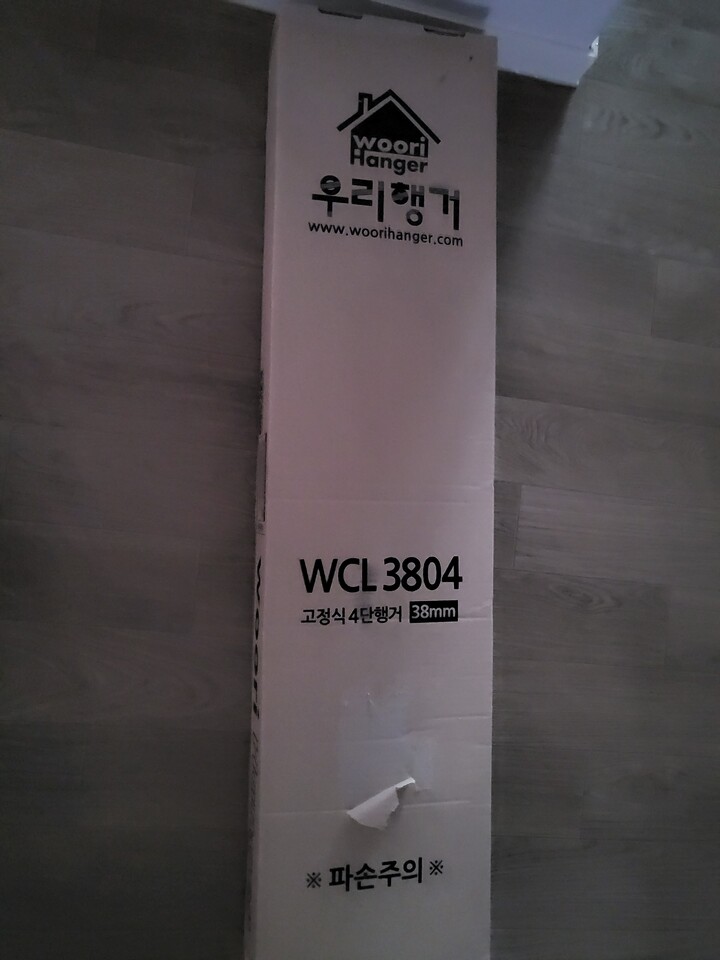 woori
Hanger
우리행거
www.woorihanger.com
WCL 3804
고정식 4단행거 38mm
※ 파손주의 ※
woori